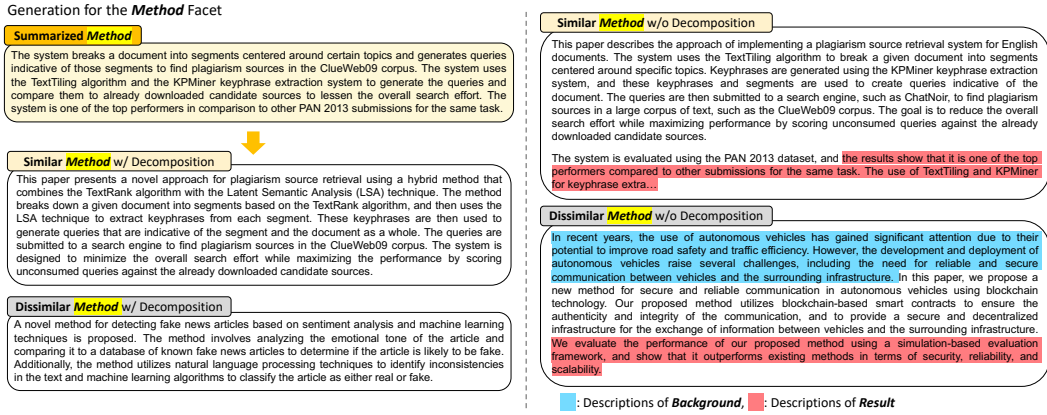 Generation for the Method Facet
Summarized Method
The system breaks a document into segments centered around certain topics and generates queries
indicative of those segments to find plagiarism sources in the ClueWeb09 corpus. The system uses
the TextTiling algorithm and the KPMiner keyphrase extraction system to generate the queries and
compare them to already downloaded candidate sources to lessen the overall search effort. The
system is one of the top performers in comparison to other PAN 2013 submissions for the same task.
Similar Method w/ Decomposition
This paper presents a novel approach for plagiarism source retrieval using a hybrid method that
combines the TextRank algorithm with the Latent Semantic Analysis (LSA) technique. The method
breaks down a given document into segments based on the TextRank algorithm, and then uses the
LSA technique to extract keyphrases from each segment. These keyphrases are then used to
generate queries that are indicative of the segment and the document as a whole. The queries are
submitted to a search engine to find plagiarism sources in the ClueWeb09 corpus. The system is
designed to minimize the overall search effort while maximizing the performance by scoring
unconsumed queries against the already downloaded candidate sources.
Dissimilar Method w/ Decomposition
A novel method for detecting fake news articles based on sentiment analysis and machine learning
techniques is proposed. The method involves analyzing the emotional tone of the article and
comparing it to a database of known fake news articles to determine if the article is likely to be fake.
Additionally, the method utilizes natural language processing techniques to identify inconsistencies
in the text and machine learning algorithms to classify the article as either real or fake.
Similar Method w/o Decomposition
This paper describes the approach of implementing a plagiarism source retrieval system for English
documents. The system uses the TextTiling algorithm to break a given document into segments
centered around specific topics. Keyphrases are generated using the KPMiner keyphrase extraction
system, and these keyphrases and segments are used to create queries indicative of the
document. The queries are then submitted to a search engine, such as ChatNoir, to find plagiarism
sources in a large corpus of text, such as the ClueWeb09 corpus. The goal is to reduce the overall
search effort while maximizing performance by scoring unconsumed queries against the already
downloaded candidate sources.
The system is evaluated using the PAN 2013 dataset, and the results show that it is one of the top
performers compared to other submissions for the same task. The use of TextTiling and KPMiner
for keyphrase extra…
Dissimilar Method w/o Decomposition
In recent years, the use of autonomous vehicles has gained significant attention due to their
potential to improve road safety and traffic efficiency. However, the development and deployment of
autonomous vehicles raise several challenges, including the need for reliable and secure
communication between vehicles and the surrounding infrastructure. In this paper, we propose a
new method for secure and reliable communication in autonomous vehicles using blockchain
technology. Our proposed method utilizes blockchain-based smart contracts to ensure the
authenticity and integrity of the communication, and to provide a secure and decentralized
infrastructure for the exchange of information between vehicles and the surrounding infrastructure.
We evaluate the performance of our proposed method using a simulation-based evaluation
framework, and show that it outperforms existing methods in terms of security, reliability, and
scalability.
: Descriptions of Background, : Descriptions of Result